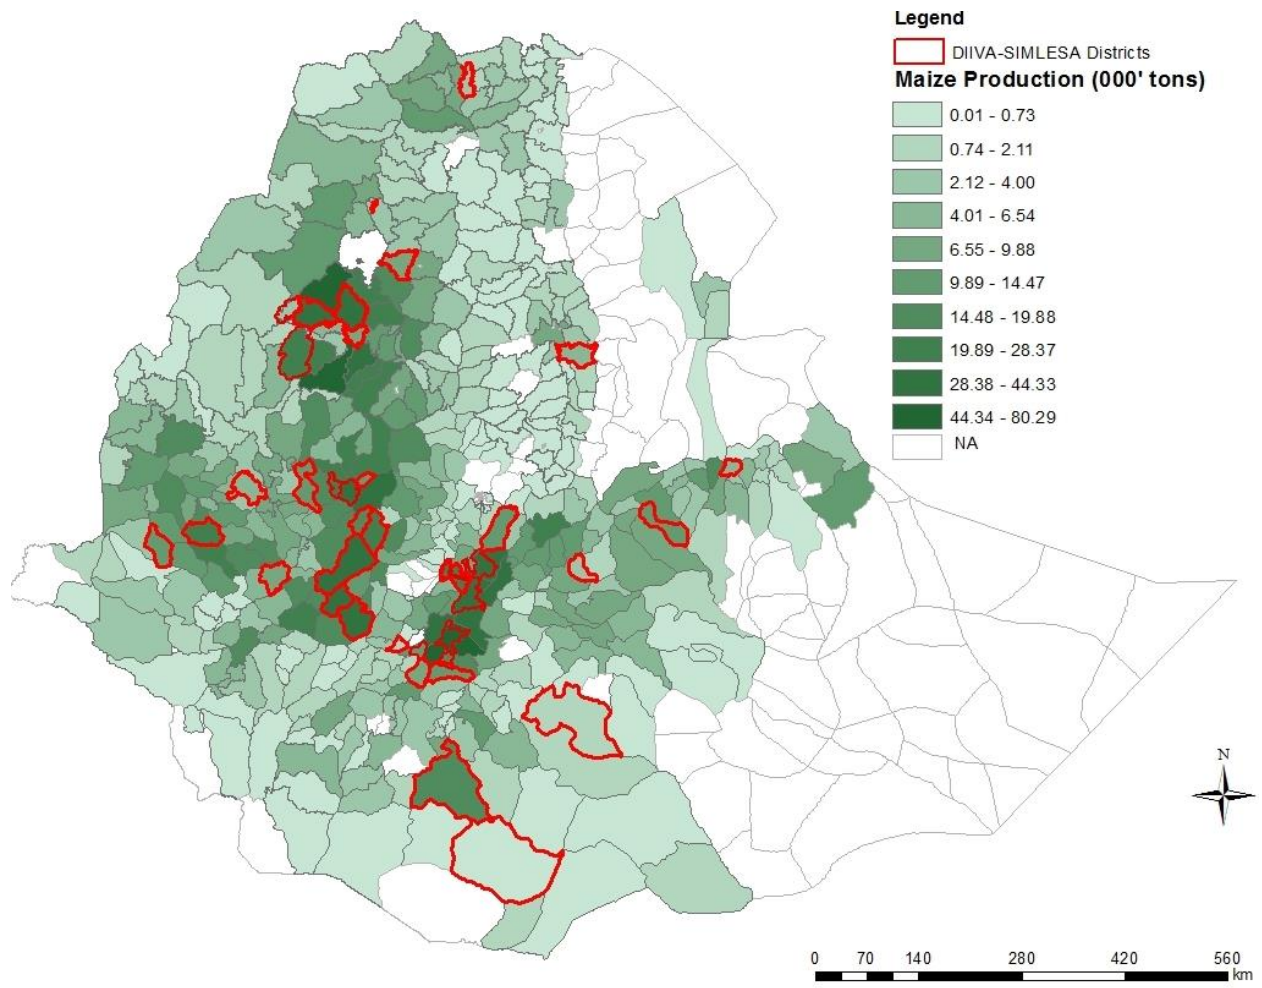 Legend
DIIVA-SIMLESA Districts
Maize Production (000' tons)
0.01 - 0.73
0.74 - 2.11
2.12 - 4.00
4.01 - 6.54
6.55 - 9.88
9.89 - 14.47
14.48 - 19.88
19.89 - 28.37
28.38 - 44.33
44.34 - 80.29
NA
N
0 70 140 280 420 560
km